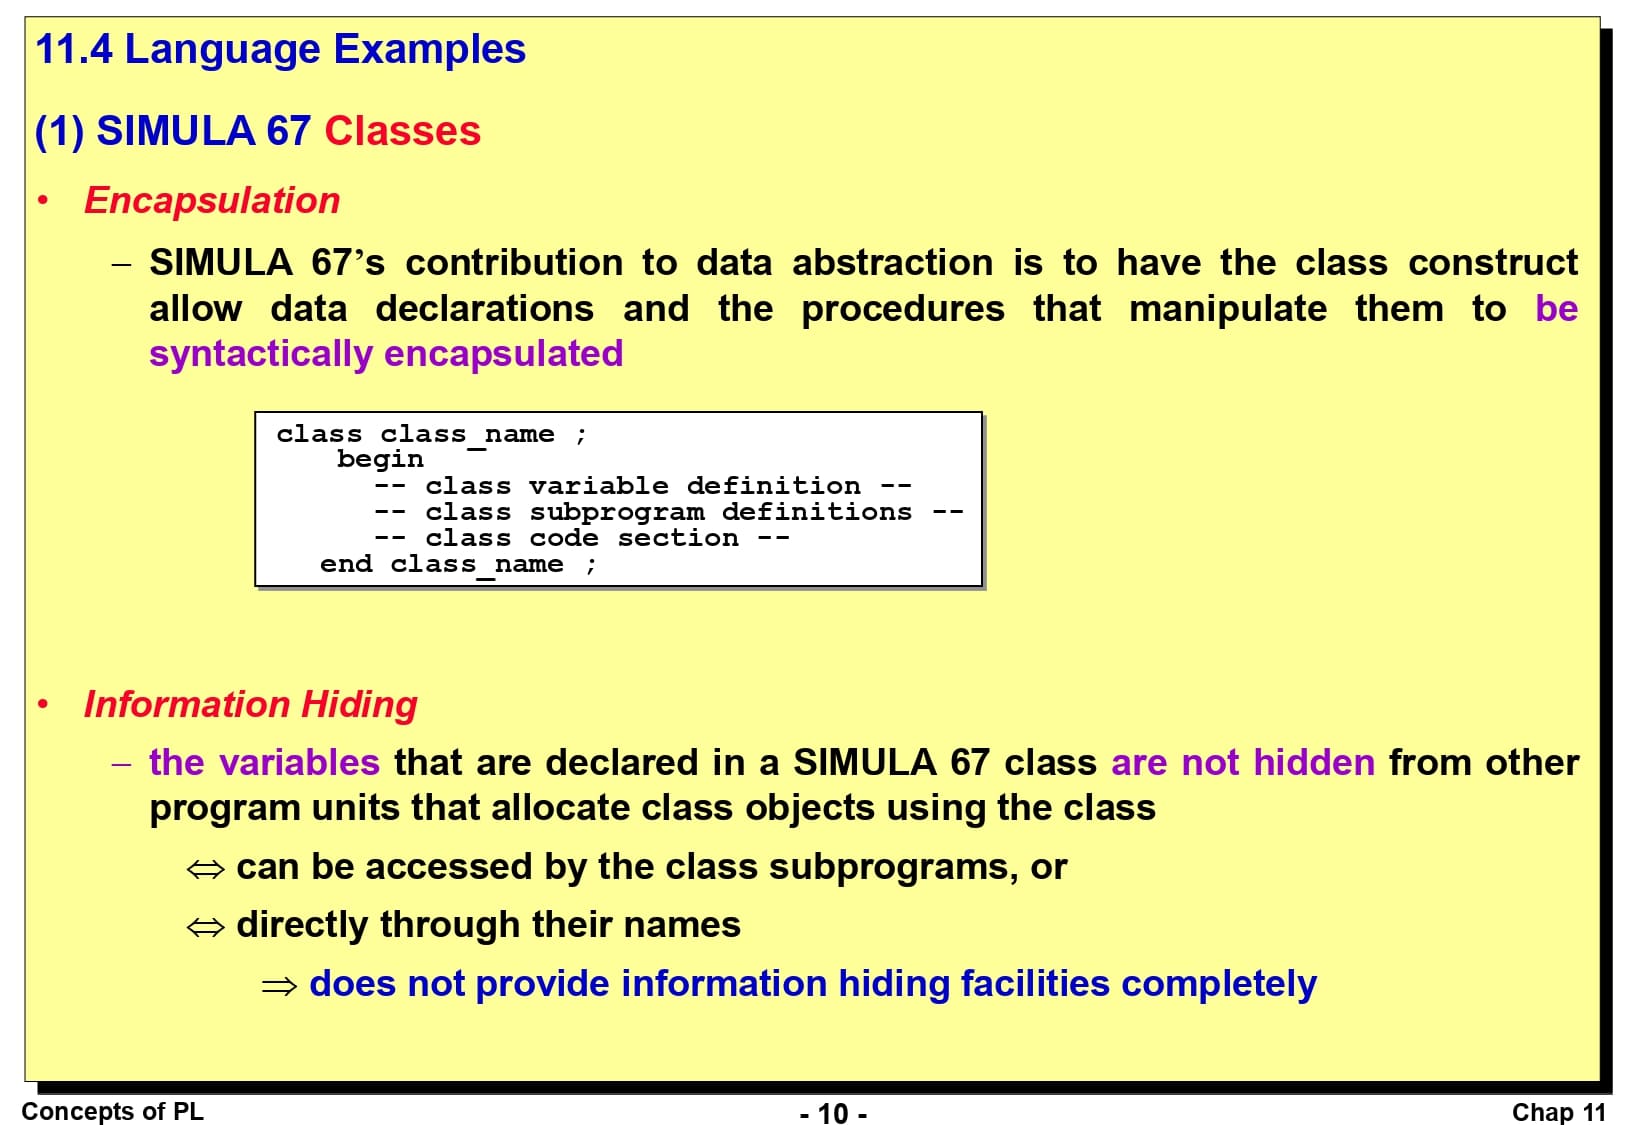 11.4 Language Examples
(1) SIMULA 67 Classes
• Encapsulation
– SIMULA 67’s contribution to data abstraction is to have the class construct
allow data declarations and the procedures that manipulate them to be
syntactically encapsulated
class class_name ;
begin
-- class variable definition --
-- class subprogram definitions --
-- class code section --
end class_name ;
• Information Hiding
– the variables that are declared in a SIMULA 67 class are not hidden from other
program units that allocate class objects using the class
⇔ can be accessed by the class subprograms, or
⇔ directly through their names
⇒ does not provide information hiding facilities completely
Concepts of PL
- 10 -
Chap 11